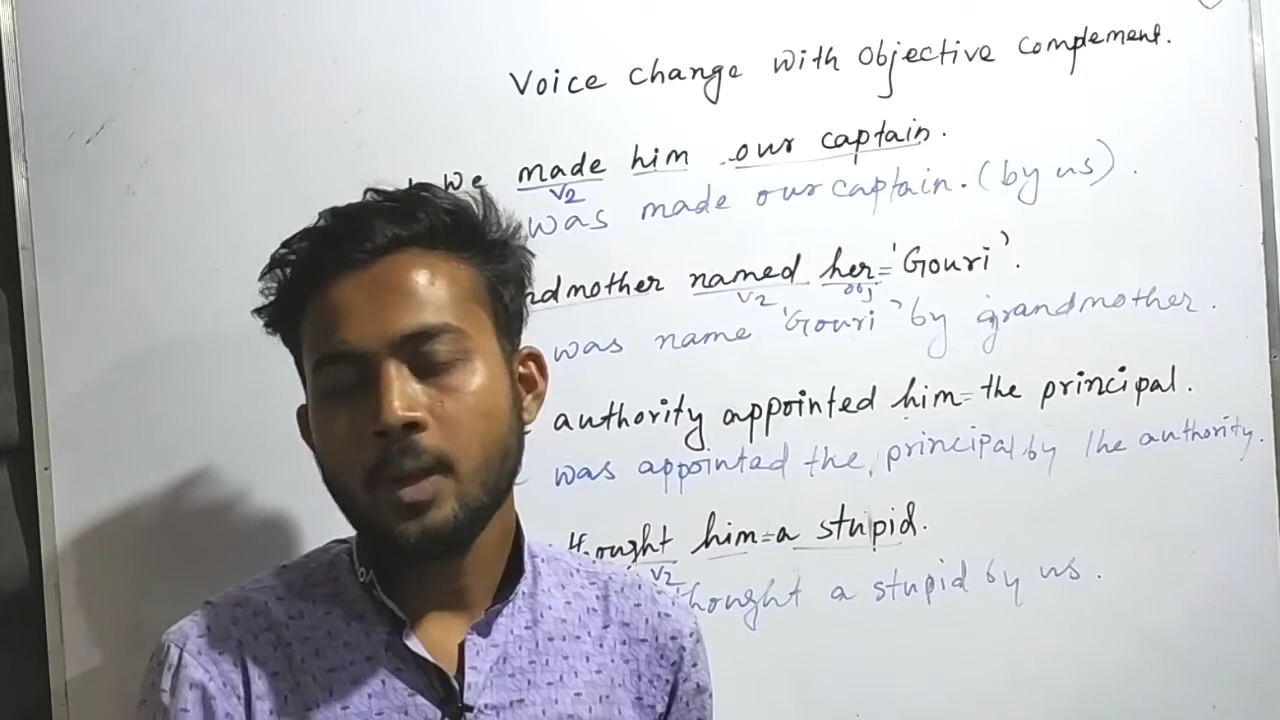 Voice change with objective complement.
We made him our captain.
V2
was made our captain. (by us).
ndmother named her='Gouri'.
V2 obj
was name 'Gouri' by grandmother.
authority appointed him=the principal.
was appointed the principal by the authority.
thought him=a stupid.
V2
thought a stupid by us.